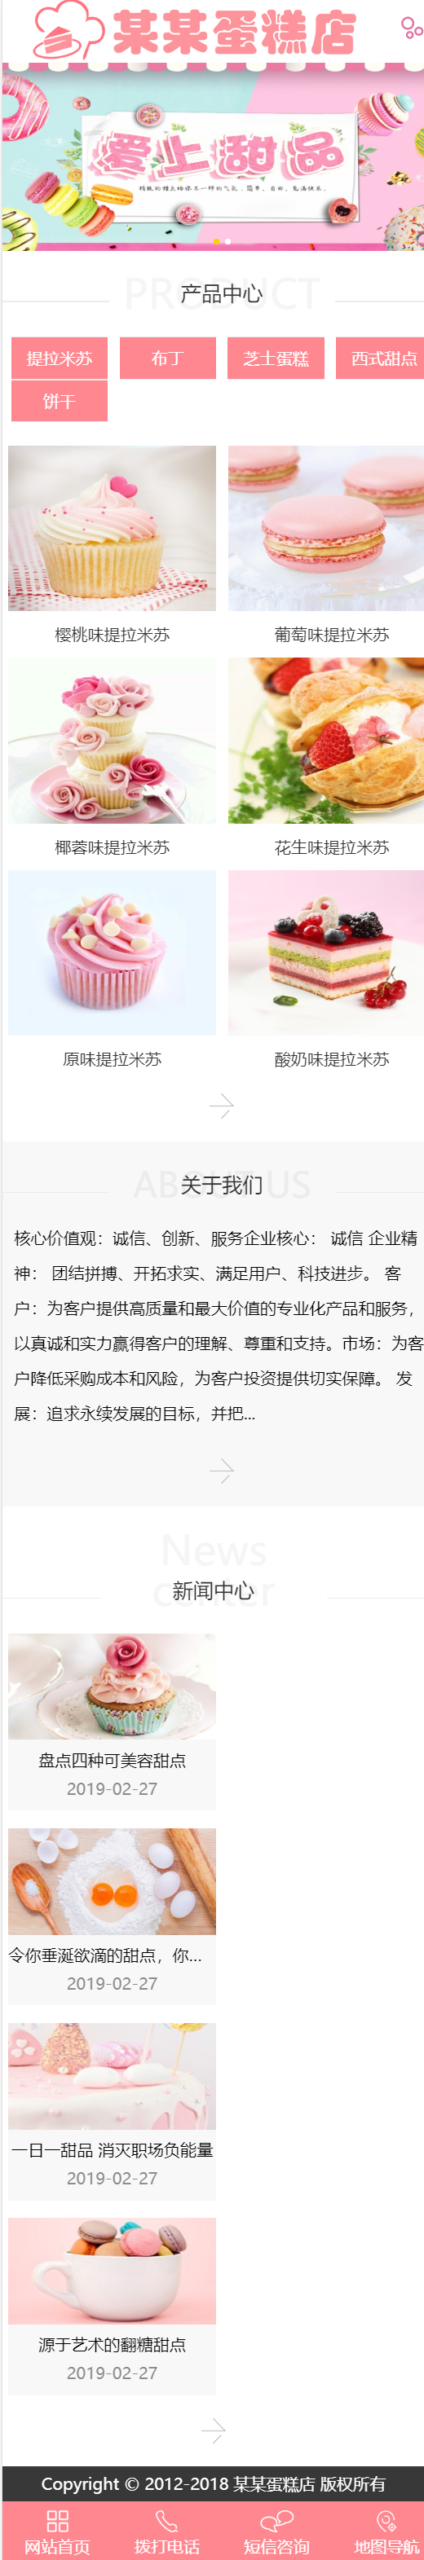 某某蛋糕店
爱上甜品
PRODUCT
产品中心
提拉米苏 布丁 芝士蛋糕 西式甜点
饼干
樱桃味提拉米苏 葡萄味提拉米苏
椰蓉味提拉米苏 花生味提拉米苏
原味提拉米苏 酸奶味提拉米苏
ABOUT US
关于我们
核心价值观：诚信、创新、服务企业核心： 诚信 企业精
神： 团结拼搏、开拓求实、满足用户、科技进步。 客
户：为客户提供高质量和最大价值的专业化产品和服务，
以真诚和实力赢得客户的理解、尊重和支持。市场：为客
户降低采购成本和风险，为客户投资提供切实保障。 发
展：追求永续发展的目标，并把...
News
center
新闻中心
盘点四种可美容甜点
2019-02-27
令你垂涎欲滴的甜点，你...
2019-02-27
一日一甜品 消灭职场负能量
2019-02-27
源于艺术的翻糖甜点
2019-02-27
Copyright © 2012-2018 某某蛋糕店 版权所有
网站首页 拨打电话 短信咨询 地图导航